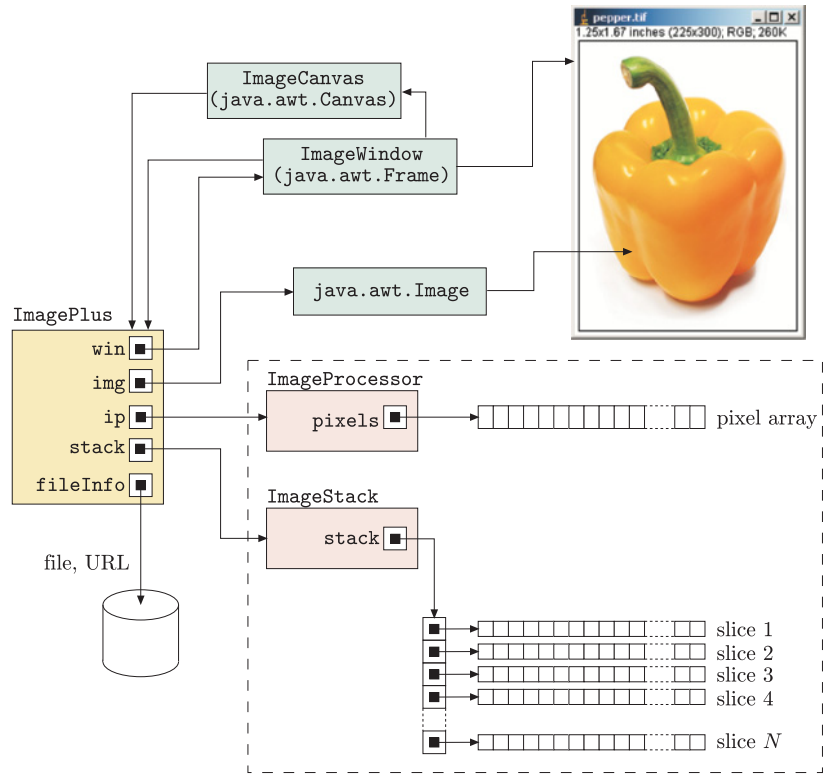 pepper.tif
1.25x1.67 inches (225x300); RGB; 260K
ImageCanvas
(java.awt.Canvas)
ImageWindow
(java.awt.Frame)
java.awt.Image
ImagePlus
win
img
ip
stack
fileInfo
file, URL
ImageProcessor
pixels
pixel array
ImageStack
stack
slice 1
slice 2
slice 3
slice 4
slice N